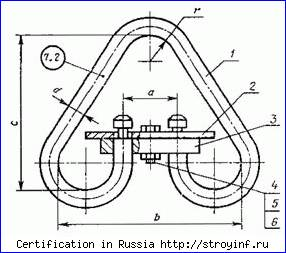 r
1
7.2
2
d
a
3
c
4
b
5
6
Certification in Russia http://stroyinf.ru